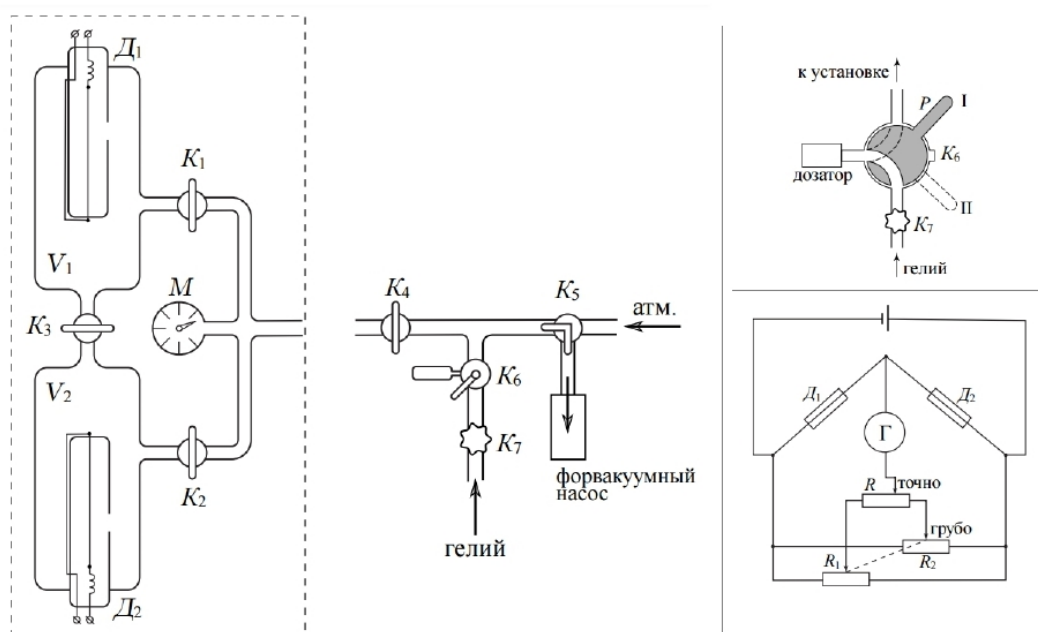 Д1
K1
V1
M
K3
V2
K2
Д2
K4
K5
атм.
K6
K7
форвакуумный
насос
гелий
к установке
P
I
K6
дозатор
II
K7
гелий
Д1
Д2
Г
R
точно
грубо
R1
R2